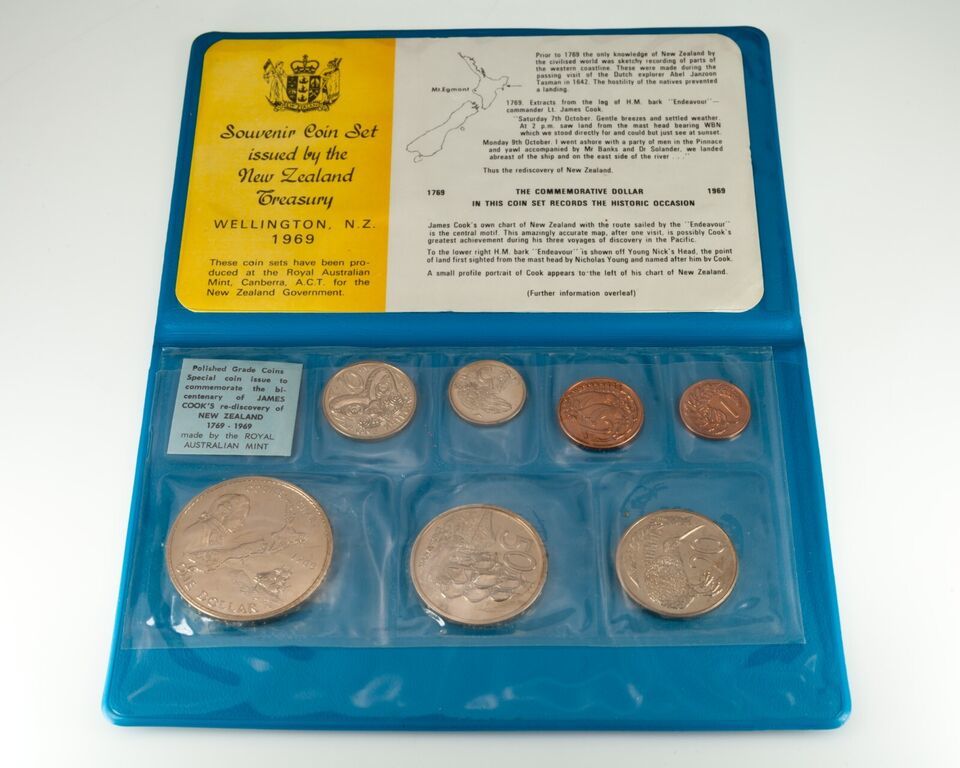 NEW ZEALAND
Souvenir Coin Set
issued by the
New Zealand
Treasury
WELLINGTON, N.Z.
1969
These coin sets have been pro-
duced at the Royal Australian
Mint, Canberra, A.C.T. for the
New Zealand Government.
Mt.Egmont
Prior to 1769 the only knowledge of New Zealand by
the civilised world was sketchy recording of parts of
the western coastline. These were made during the
passing visit of the Dutch explorer Abel Janzoon
Tasman in 1642. The hostility of the natives prevented
a landing.
1769. Extracts from the log of H.M. bark "Endeavour"—
commander Lt. James Cook.
"Saturday 7th October. Gentle breezes and settled weather.
At 2 p.m. saw land from the mast head bearing WBN
which we stood directly for and could but just see at sunset.
Monday 9th October. I went ashore with a party of men in the Pinnace
and yawl accompanied by Mr Banks and Dr Solander, we landed
abreast of the ship and on the east side of the river . . ."
Thus the rediscovery of New Zealand.
1769 THE COMMEMORATIVE DOLLAR 1969
IN THIS COIN SET RECORDS THE HISTORIC OCCASION
James Cook's own chart of New Zealand with the route sailed by the "Endeavour"
is the central motif. This amazingly accurate map, after one visit, is possibly Cook's
greatest achievement during his three voyages of discovery in the Pacific.
To the lower right H.M. bark "Endeavour" is shown off Young Nick's Head, the point
of land first sighted from the mast head by Nicholas Young and named after him by Cook.
A small profile portrait of Cook appears to the left of his chart of New Zealand.
(Further information overleaf)
Polished Grade Coins
Special coin issue to
commemorate the bi-
centenary of JAMES
COOK'S re-discovery of
NEW ZEALAND
1769 - 1969
made by the ROYAL
AUSTRALIAN MINT
10
1
ONE DOLLAR
50
20